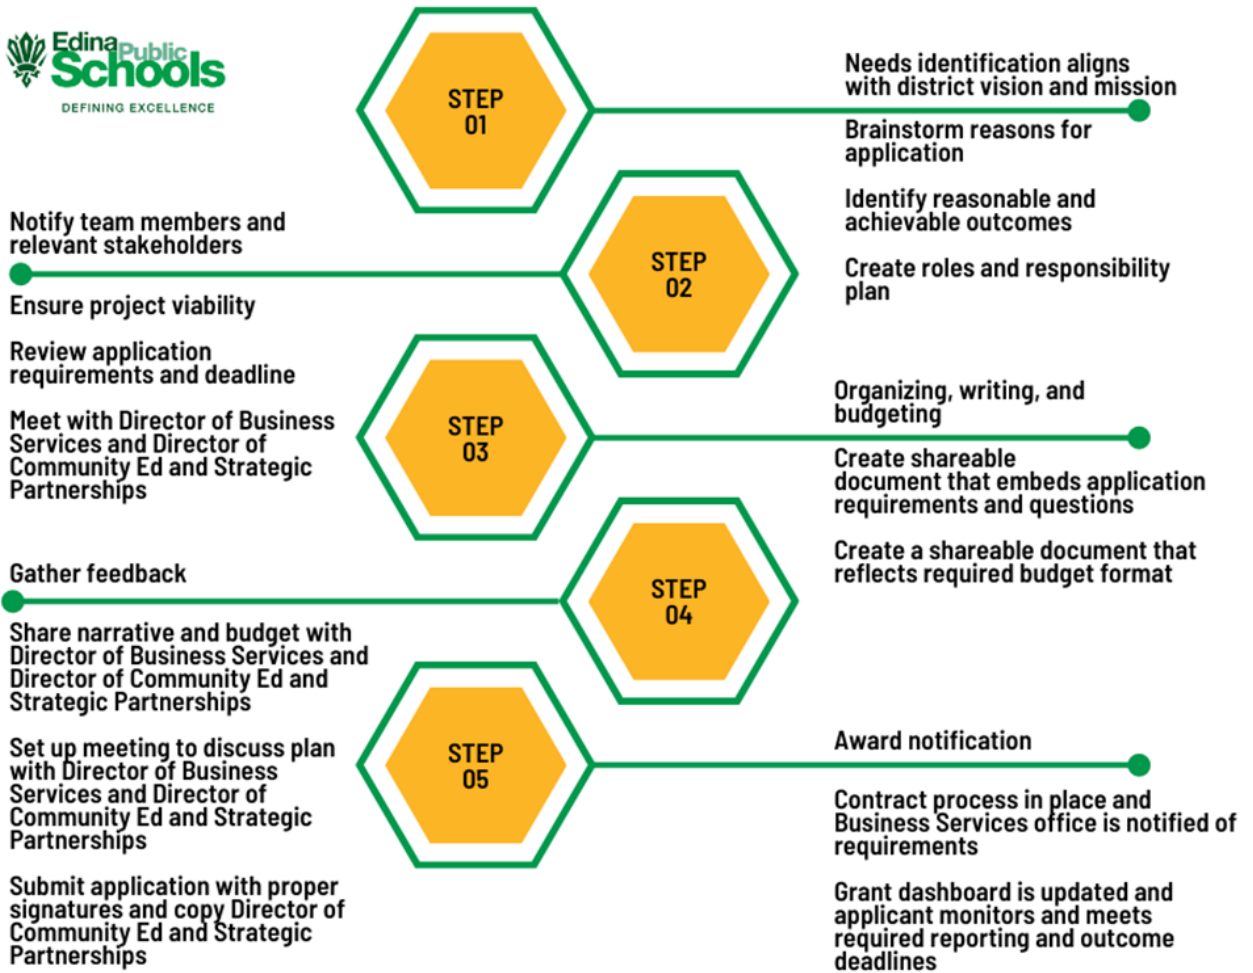 Edina Public
Schools
DEFINING EXCELLENCE
STEP
01
Needs identification aligns
with district vision and mission
Brainstorm reasons for
application
Identify reasonable and
achievable outcomes
Create roles and responsibility
plan
STEP
02
Notify team members and
relevant stakeholders
Ensure project viability
Review application
requirements and deadline
Meet with Director of Business
Services and Director of
Community Ed and Strategic
Partnerships
STEP
03
Organizing, writing, and
budgeting
Create shareable
document that embeds application
requirements and questions
Create a shareable document that
reflects required budget format
STEP
04
Gather feedback
Share narrative and budget with
Director of Business Services and
Director of Community Ed and
Strategic Partnerships
Set up meeting to discuss plan
with Director of Business
Services and Director of
Community Ed and Strategic
Partnerships
Submit application with proper
signatures and copy Director of
Community Ed and Strategic
Partnerships
STEP
05
Award notification
Contract process in place and
Business Services office is notified of
requirements
Grant dashboard is updated and
applicant monitors and meets
required reporting and outcome
deadlines